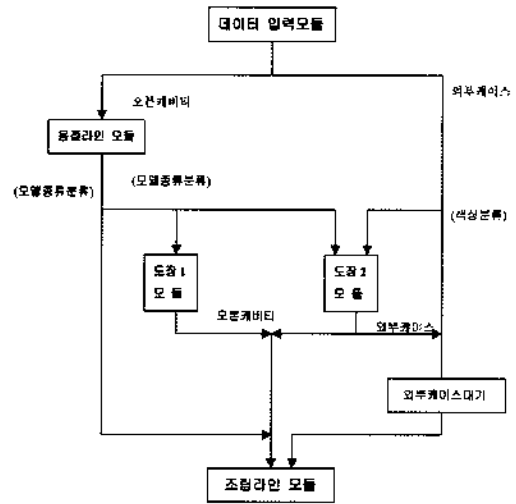 데이터 입력모듈
오븐캐비티
외부케이스
용접라인 모듈
(모델종류분류)
(모델종류분류)
(색상분류)
도장1
모 듈
도장2
모 듈
오븐캐비티
외부케이스
외부케이스대기
조립라인 모듈